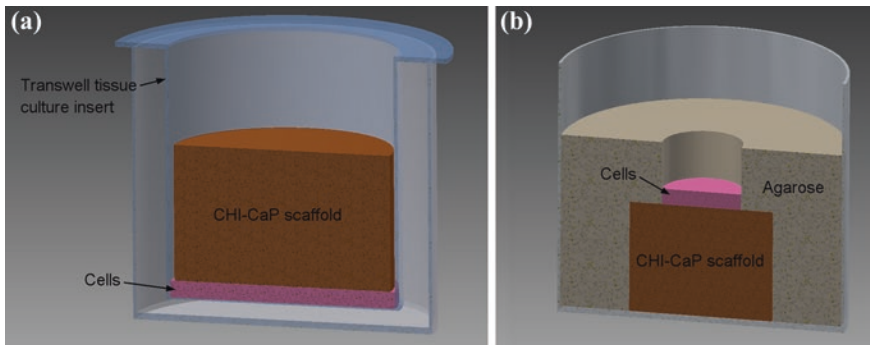 (a)
Transwell tissue
culture insert
CHI-CaP scaffold
Cells
(b)
Cells
Agarose
CHI-CaP scaffold